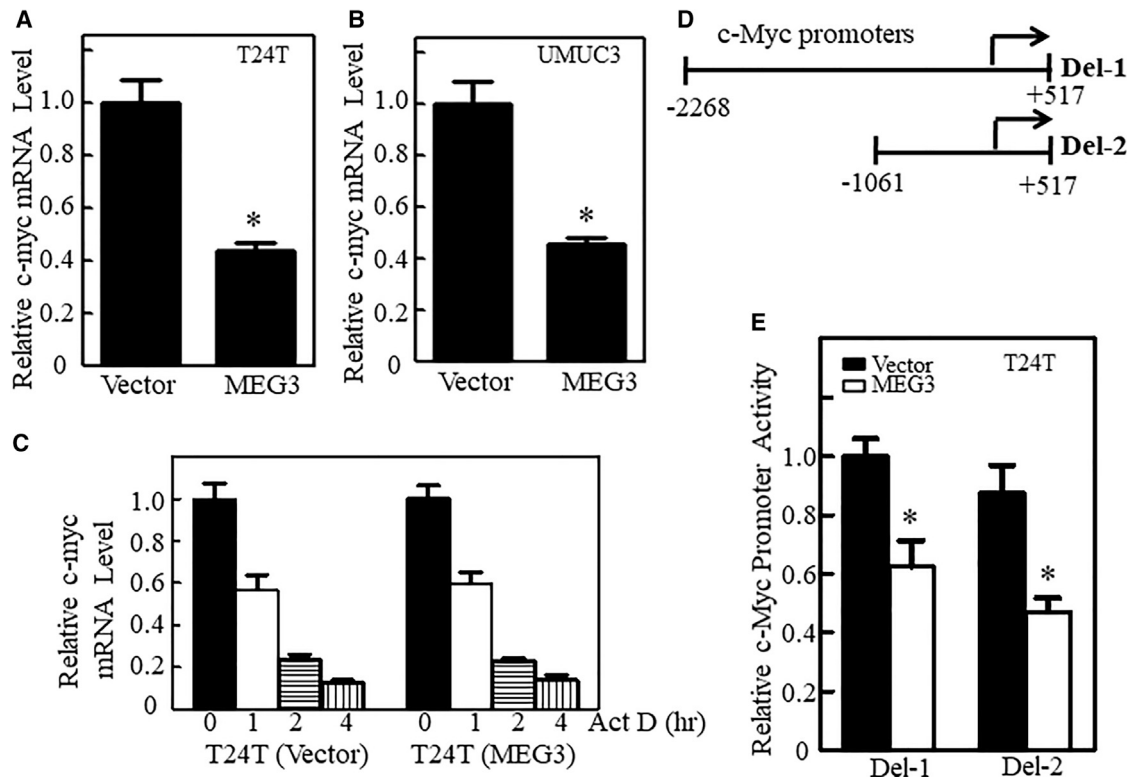 A
T24T
Relative c-myc mRNA Level
1.0
0.8
0.6
0.4
0.2
0
*
Vector
MEG3
B
UMUC3
Relative c-myc mRNA Level
1.0
0.8
0.6
0.4
0.2
0
*
Vector
MEG3
C
Relative c-myc
mRNA Level
1.0
0.8
0.6
0.4
0.2
0
0 1 2 4 0 1 2 4 Act D (hr)
T24T (Vector) T24T (MEG3)
D
c-Myc promoters
Del-1
-2268
+517
Del-2
-1061
+517
E
Vector
MEG3
T24T
Relative c-Myc Promoter Activity
1.0
0.8
0.6
0.4
0.2
0
*
*
Del-1
Del-2